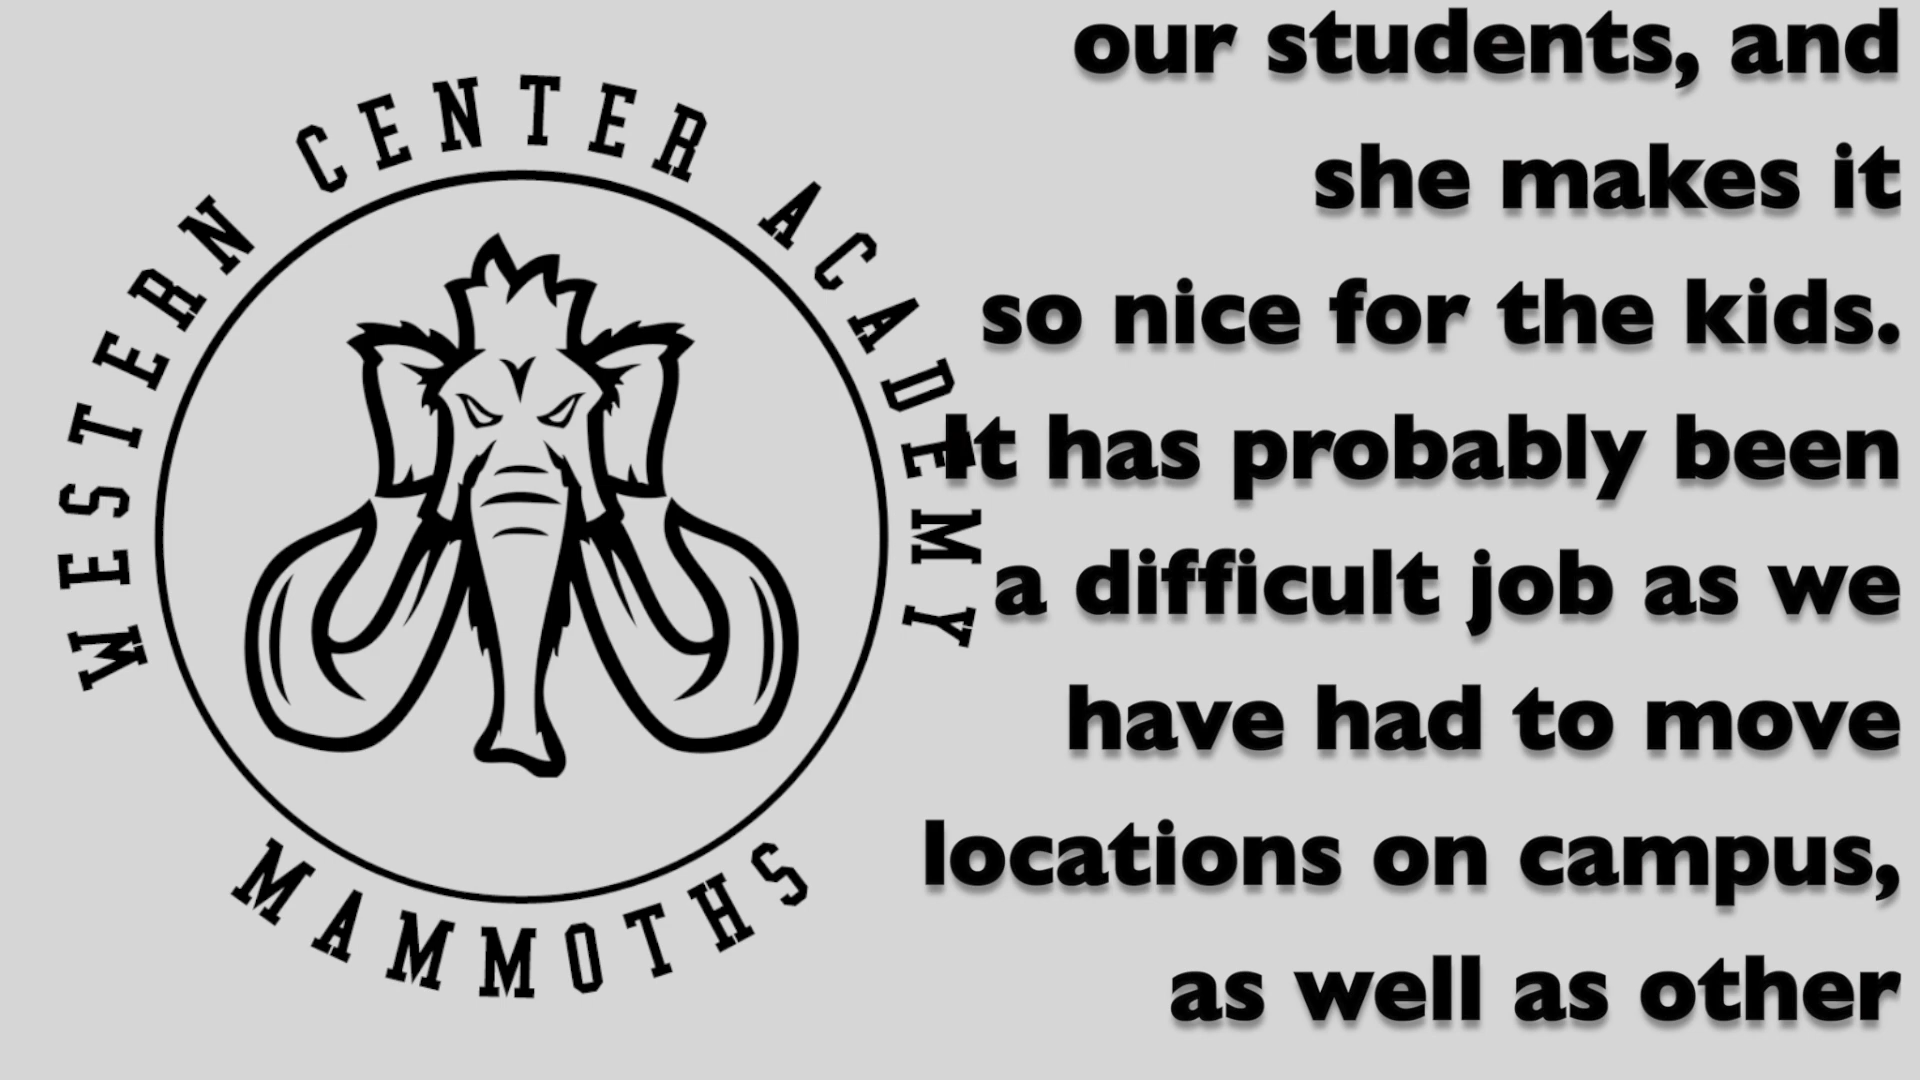 WESTERN CENTER ACADEMY
MAMMOTHS
our students, and
she makes it
so nice for the kids.
It has probably been
a difficult job as we
have had to move
locations on campus,
as well as other